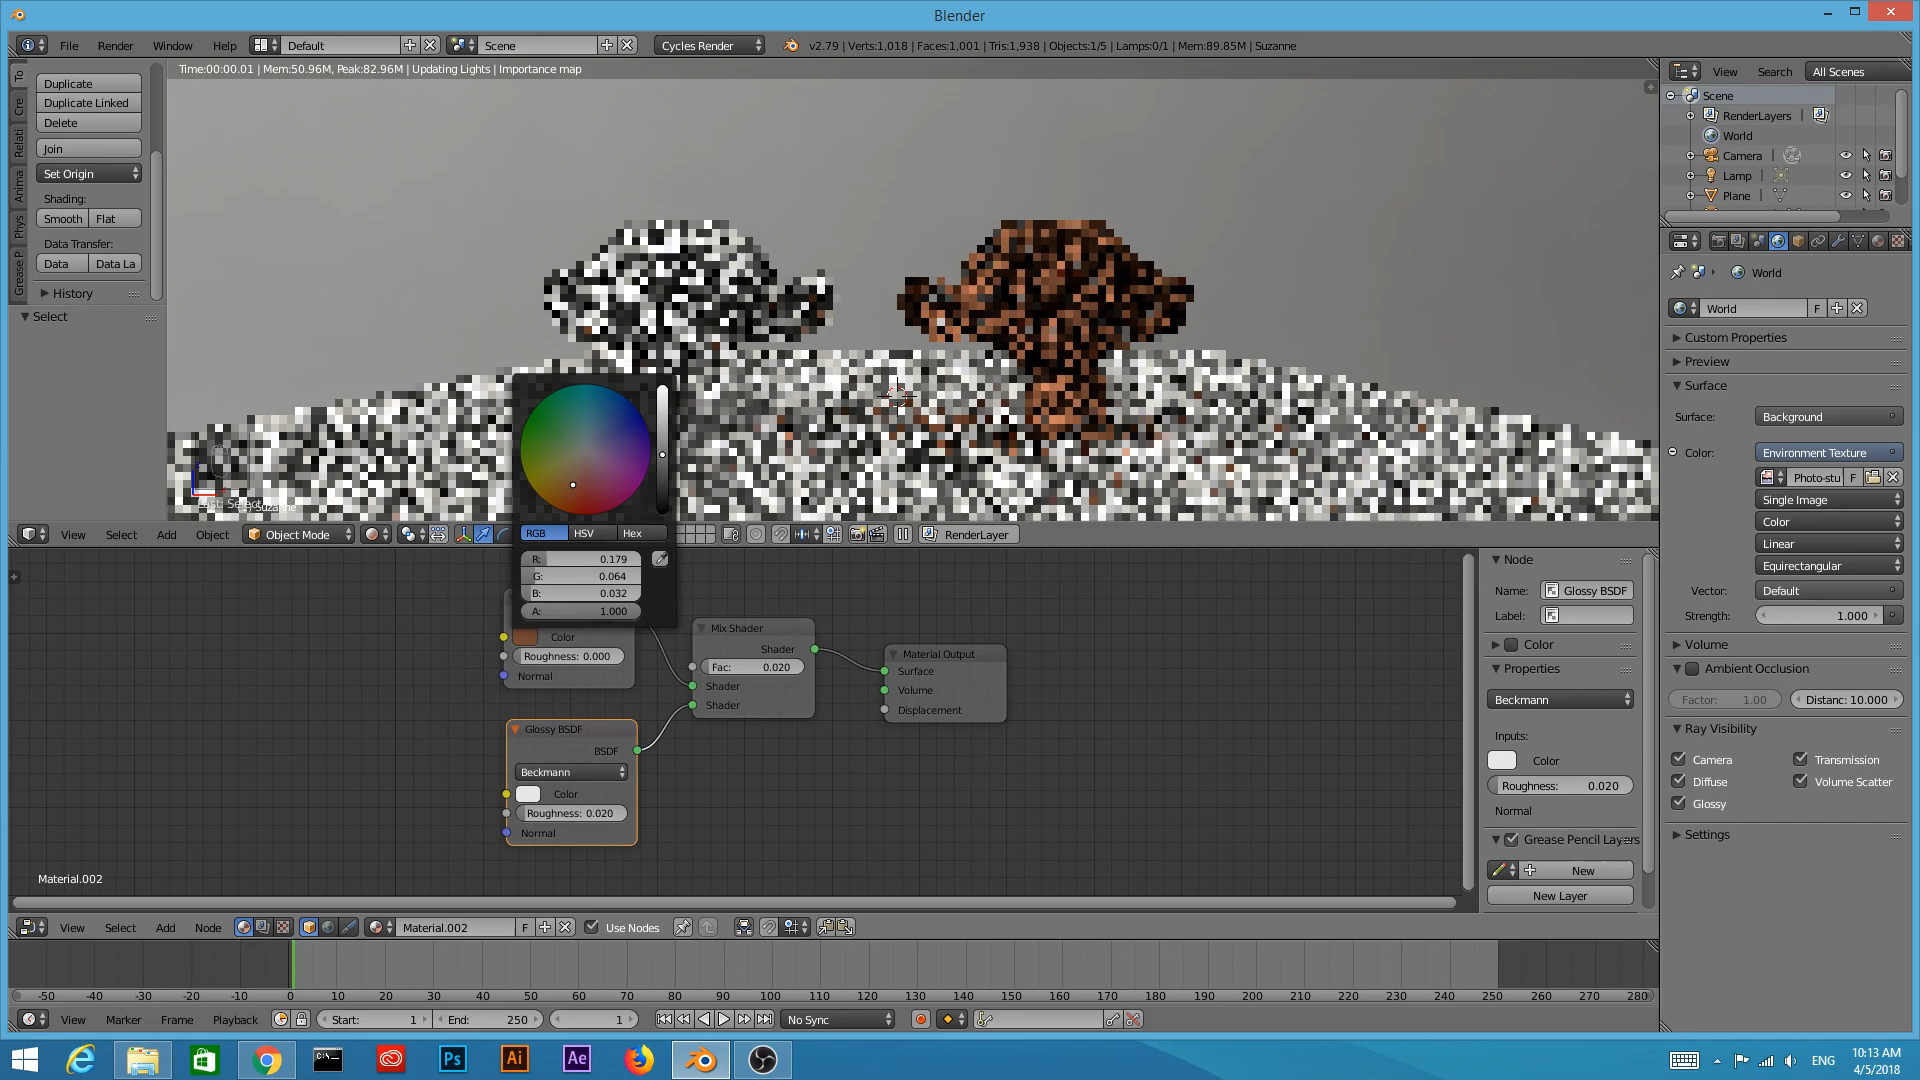 Blender
File Render Window Help Default Scene Cycles Render v2.79 | Verts:1,018 | Faces:1,001 | Tris:1,938 | Objects:1/5 | Lamps:0/1 | Mem:89.85M | Suzanne
Time:00:00.01 | Mem:50.96M, Peak:82.96M | Updating Lights | Importance map
To
Cre
Relati
Anima
Phys
Grease P
Duplicate
Duplicate Linked
Delete
Join
Set Origin
Shading:
Smooth Flat
Data Transfer:
Data Data La
History
Select
View Search All Scenes
Scene
RenderLayers
World
Camera
Lamp
Plane
World
World F
Custom Properties
Preview
Surface
Surface: Background
Color: Environment Texture
Photo-stu F
Single Image
Color
Linear
Equirectangular
Vector: Default
Strength: 1.000
Volume
Ambient Occlusion
Factor: 1.00 Distanc: 10.000
Ray Visibility
Camera Transmission
Diffuse Volume Scatter
Glossy
Settings
Last: Select
Suzanne
View Select Add Object Object Mode RenderLayer
RGB HSV Hex
R: 0.179
G: 0.064
B: 0.032
A: 1.000
Color
Roughness: 0.000
Normal
Mix Shader
Shader
Fac: 0.020
Shader
Shader
Material Output
Surface
Volume
Displacement
Glossy BSDF
BSDF
Beckmann
Color
Roughness: 0.020
Normal
Material.002
Node
Name: Glossy BSDF
Label:
Color
Properties
Beckmann
Inputs:
Color
Roughness: 0.020
Normal
Grease Pencil Layers
New
New Layer
View Select Add Node Material.002 F Use Nodes
-50 -40 -30 -20 -10 0 10 20 30 40 50 60 70 80 90 100 110 120 130 140 150 160 170 180 190 200 210 220 230 240 250 260 270 280
View Marker Frame Playback Start: 1 End: 250 1 No Sync
Ps Ai Ae ENG 10:13 AM
4/5/2018